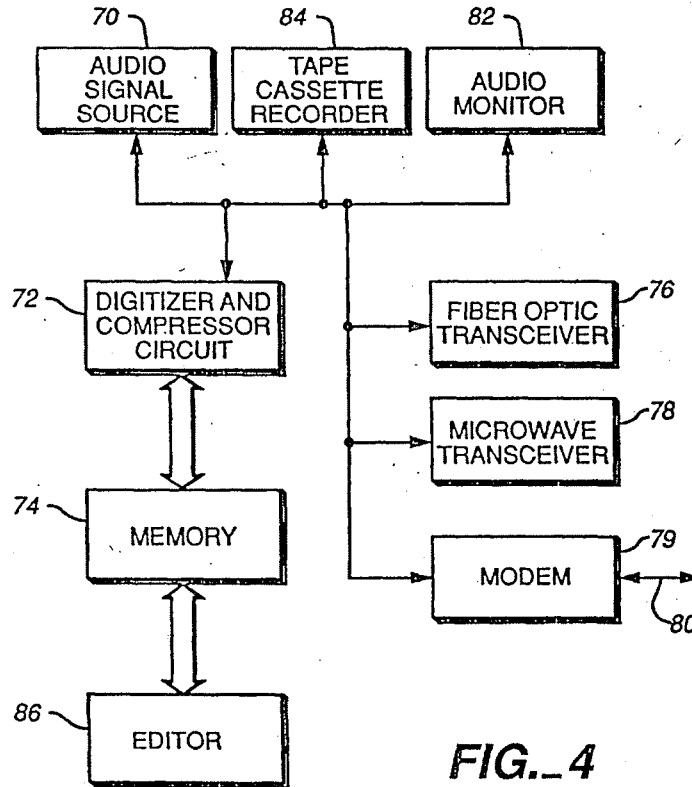 70
84
82
AUDIO
SIGNAL
SOURCE
TAPE
CASSETTE
RECORDER
AUDIO
MONITOR
72
DIGITIZER AND
COMPRESSOR
CIRCUIT
76
FIBER OPTIC
TRANSCEIVER
78
MICROWAVE
TRANSCEIVER
74
MEMORY
79
MODEM
80
86
EDITOR
FIG._4